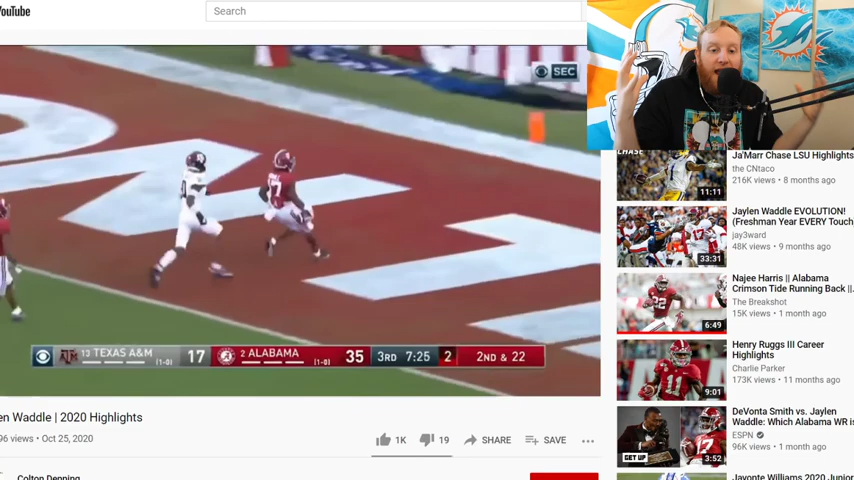 YouTube
Search
SEC
17
13 TEXAS A&M
(1-0)
17
2 ALABAMA
(1-0)
35
3RD 7:25
2
2ND & 22
en Waddle | 2020 Highlights
96 views • Oct 25, 2020
1K
19
SHARE
SAVE
Colton Denning
CHASE
11:11
Ja'Marr Chase LSU Highlights
the CNtaco
216K views • 8 months ago
33:31
Jaylen Waddle EVOLUTION!
(Freshman Year EVERY Touch
jay3ward
48K views • 9 months ago
22
6:49
Najee Harris || Alabama
Crimson Tide Running Back ||.
The Breakshot
15K views • 1 month ago
11
9:01
Henry Ruggs III Career
Highlights
Charlie Parker
173K views • 11 months ago
17
GET UP
3:52
DeVonta Smith vs. Jaylen
Waddle: Which Alabama WR is
ESPN
96K views • 1 month ago
Javonte Williams 2020 Junior